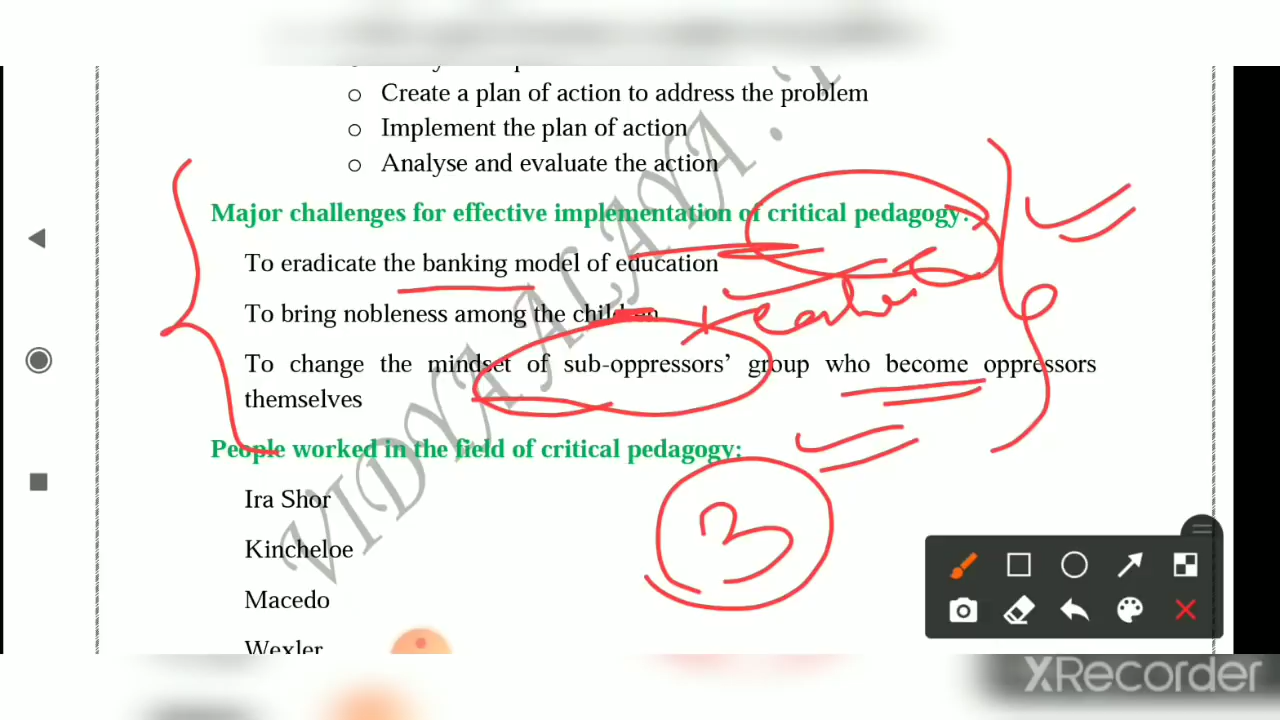 o Create a plan of action to address the problem
o Implement the plan of action
o Analyse and evaluate the action
Major challenges for effective implementation of critical pedagogy:
To eradicate the banking model of education
To bring nobleness among the children
To change the mindset of sub-oppressors' group who become oppressors
themselves
People worked in the field of critical pedagogy:
3
Ira Shor
Kincheloe
Macedo
Wexler
VIDYAALAYA.
XRecorder